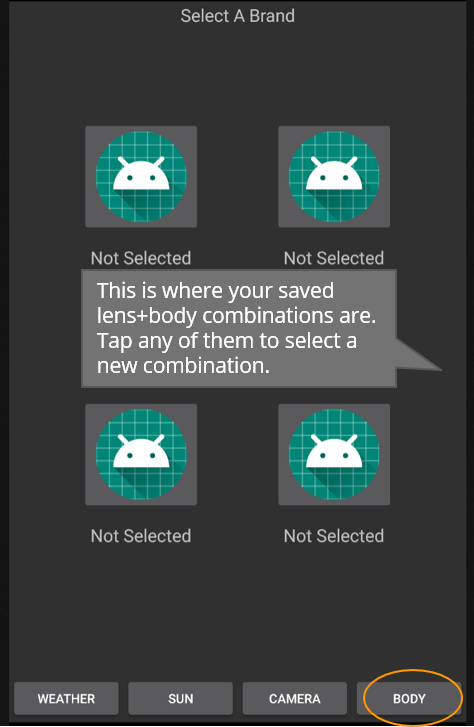 Select A Brand
Not Selected
Not Selected
This is where your saved
lens+body combinations are.
Tap any of them to select a
new combination.
Not Selected
Not Selected
WEATHER
SUN
CAMERA
BODY